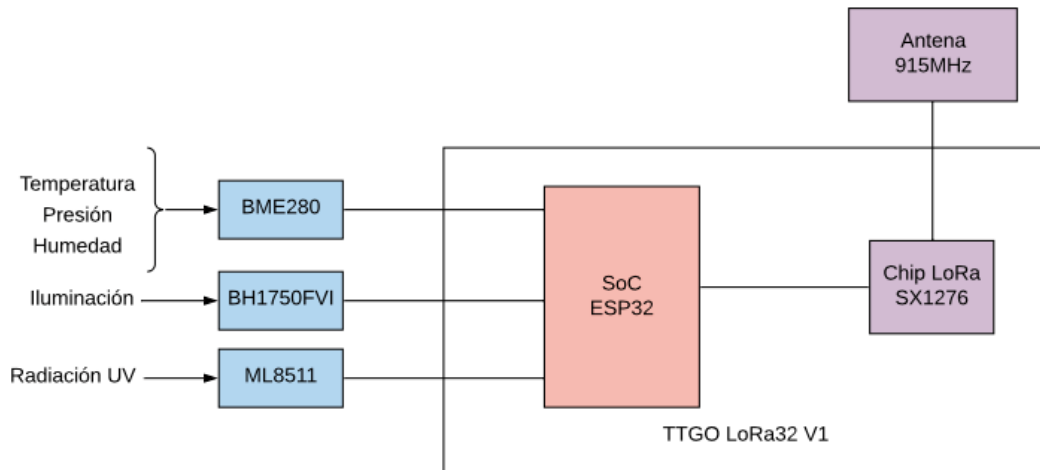 Antena
915MHz
Temperatura
Presión
Humedad
BME280
Iluminación
BH1750FVI
Radiación UV
ML8511
SoC
ESP32
Chip LoRa
SX1276
TTGO LoRa32 V1